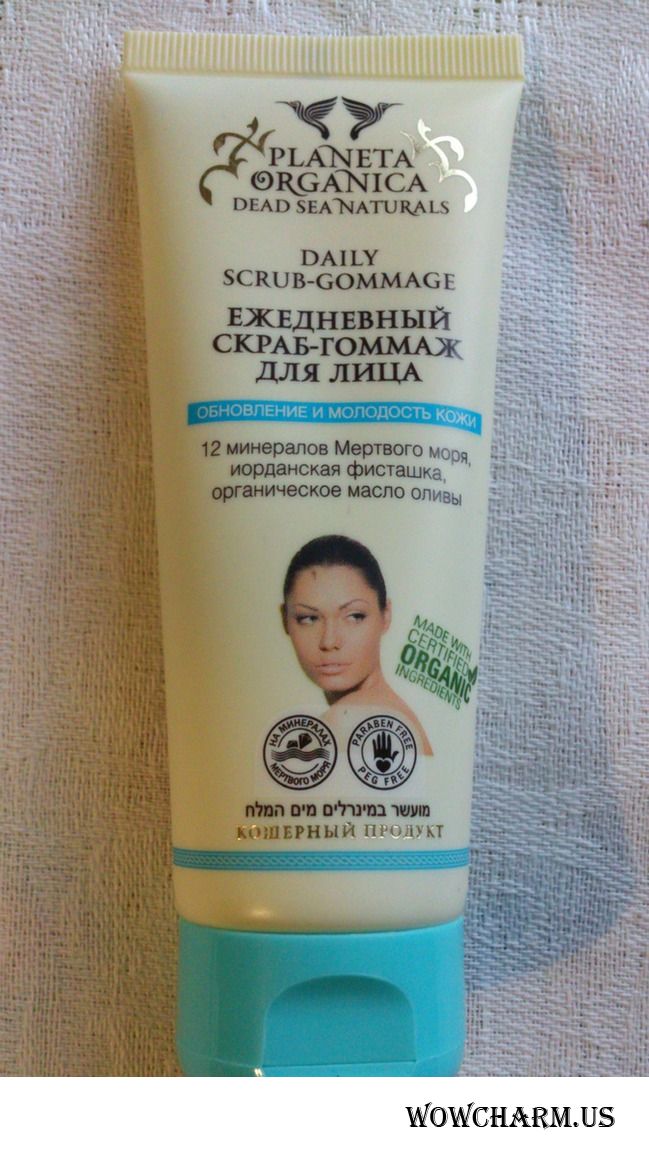 PLANETA
ORGANICA
DEAD SEA NATURALS
DAILY
SCRUB-GOMMAGE
ЕЖЕДНЕВНЫЙ
СКРАБ-ГОММАЖ
ДЛЯ ЛИЦА
ОБНОВЛЕНИЕ И МОЛОДОСТЬ КОЖИ
12 минералов Мертвого моря,
иорданская фисташка,
органическое масло оливы
MADE WITH
CERTIFIED
ORGANIC
INGREDIENTS
НА МИНЕРАЛАХ
МЕРТВОГО МОРЯ
PARABEN FREE
PEG FREE
מועשר במינרלים מים המלח
КОШЕРНЫЙ ПРОДУКТ
WOWCHARM.US